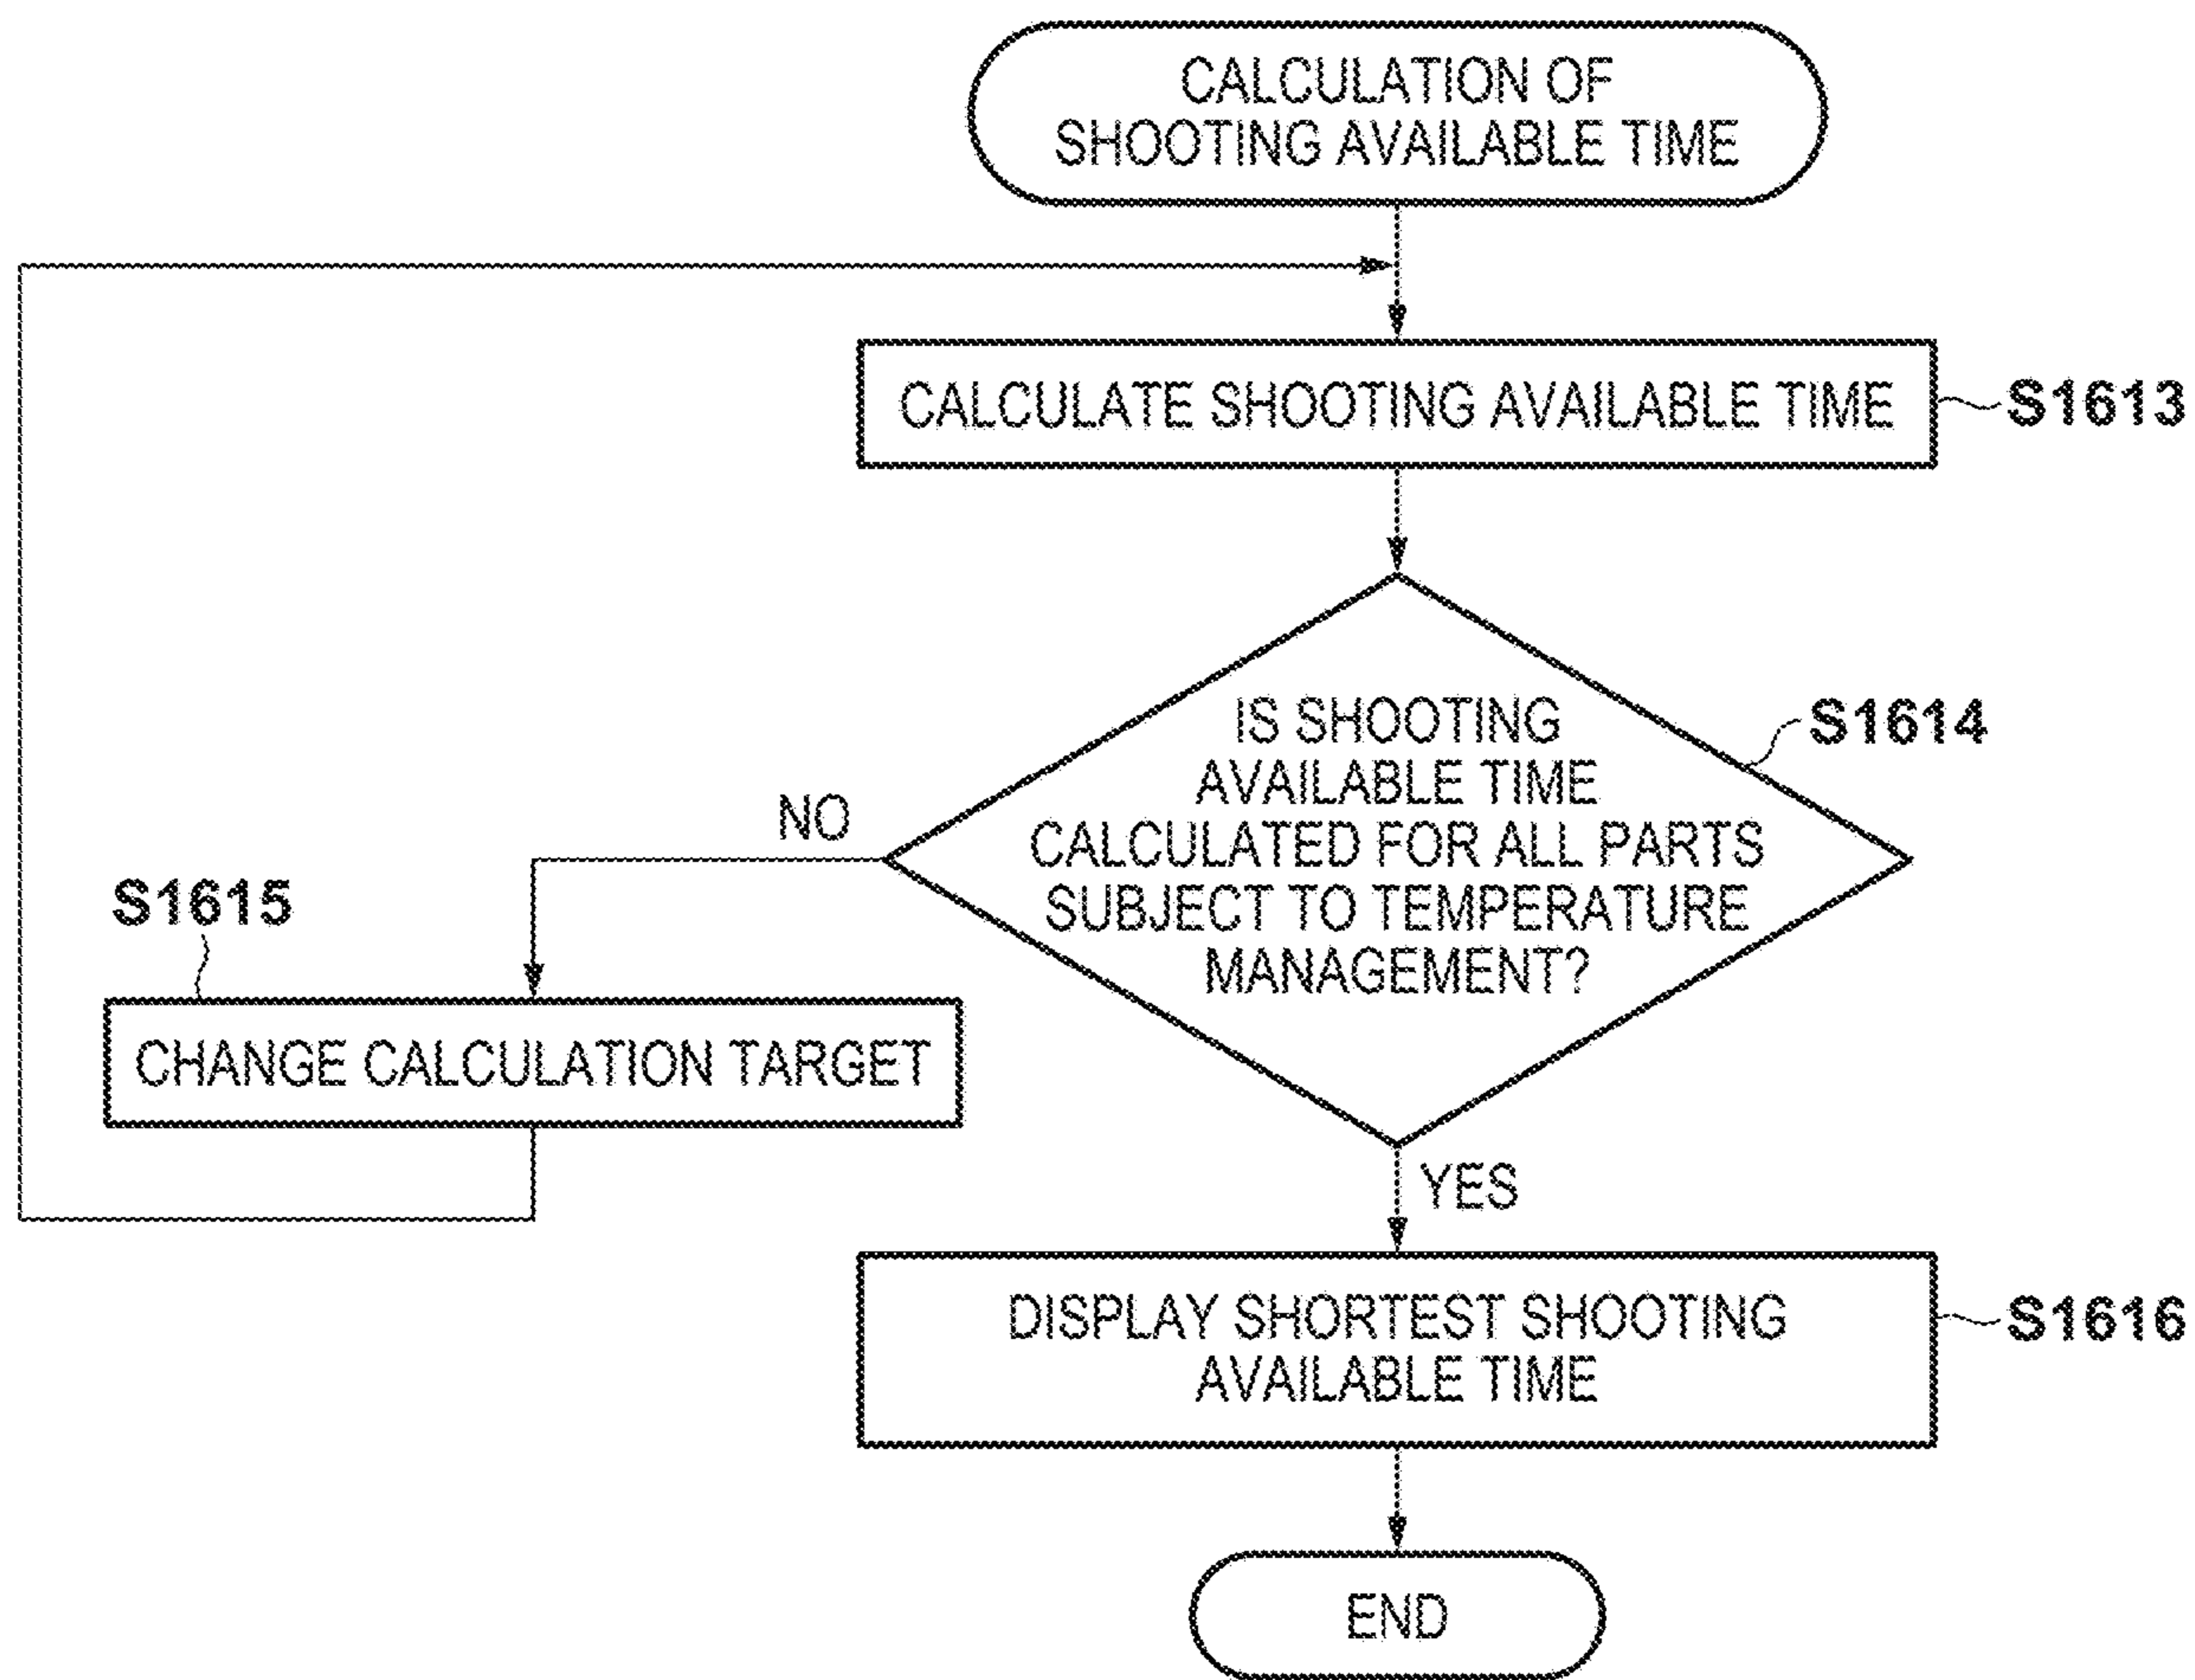 CALCULATION OF
SHOOTING AVAILABLE TIME
CALCULATE SHOOTING AVAILABLE TIME
S1613
IS SHOOTING
AVAILABLE TIME
CALCULATED FOR ALL PARTS
SUBJECT TO TEMPERATURE
MANAGEMENT?
S1614
NO
S1615
CHANGE CALCULATION TARGET
YES
DISPLAY SHORTEST SHOOTING
AVAILABLE TIME
S1616
END